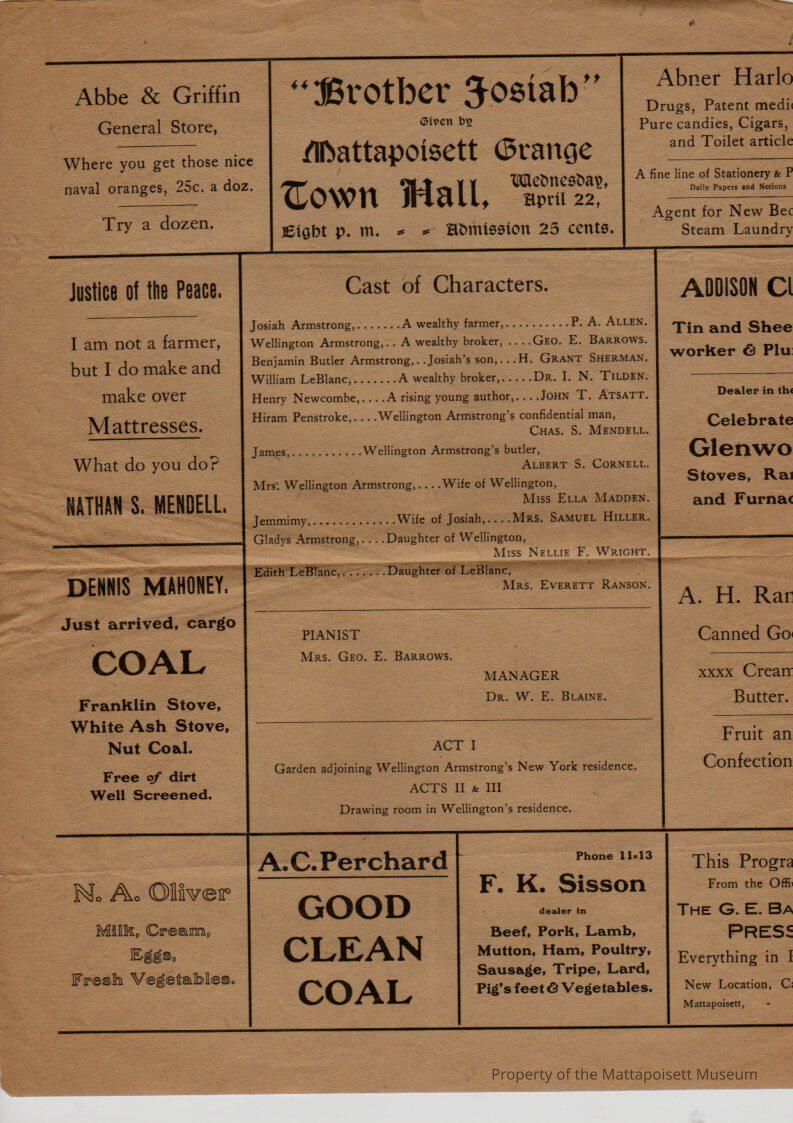 Abbe & Griffin
General Store,
Where you get those nice
naval oranges, 25c. a doz.
Try a dozen.
"Brother Josiah"
Given by
Mattapoisett Grange
Town Hall, Wednesday,
April 22,
Eight p. m. - - Admission 25 cents.
Abner Harlo
Drugs, Patent medic
Pure candies, Cigars,
and Toilet article
A fine line of Stationery & P
Daily Papers and Notions
Agent for New Bed
Steam Laundry
Justice of the Peace.
I am not a farmer,
but I do make and
make over
Mattresses.
What do you do?
NATHAN S. MENDELL.
Cast of Characters.
Josiah Armstrong,.......A wealthy farmer,..........P. A. ALLEN.
Wellington Armstrong,..A wealthy broker, ....GEO. E. BARROWS.
Benjamin Butler Armstrong,..Josiah's son,...H. GRANT SHERMAN.
William LeBlanc,.......A wealthy broker,.....DR. I. N. TILDEN.
Henry Newcombe,....A rising young author,....JOHN T. ATSATT.
Hiram Penstroke,....Wellington Armstrong's confidential man,
CHAS. S. MENDELL.
James,...........Wellington Armstrong's butler,
ALBERT S. CORNELL.
Mrs. Wellington Armstrong,....Wife of Wellington,
MISS ELLA MADDEN.
Jemmimy,.............Wife of Josiah,....MRS. SAMUEL HILLER.
Gladys Armstrong,....Daughter of Wellington,
MISS NELLIE F. WRIGHT.
Edith LeBlanc,.......Daughter of LeBlanc,
MRS. EVERETT RANSON.
PIANIST
MRS. GEO. E. BARROWS.
MANAGER
DR. W. E. BLAINE.
ACT I
Garden adjoining Wellington Armstrong's New York residence.
ACTS II & III
Drawing room in Wellington's residence.
ADDISON CU
Tin and Shee
worker & Plu
Dealer in the
Celebrate
Glenwo
Stoves, Ran
and Furnac
DENNIS MAHONEY.
Just arrived, cargo
COAL
Franklin Stove,
White Ash Stove,
Nut Coal.
Free of dirt
Well Screened.
A. H. Ran
Canned Goo
xxxx Cream
Butter.
Fruit an
Confection
N. A. Oliver
Milk, Cream,
Eggs,
Fresh Vegetables.
A.C.Perchard
GOOD
CLEAN
COAL
Phone 11-13
F. K. Sisson
dealer in
Beef, Pork, Lamb,
Mutton, Ham, Poultry,
Sausage, Tripe, Lard,
Pig's feet & Vegetables.
This Progra
From the Offi
THE G. E. BA
PRESS
Everything in P
New Location, Ca
Mattapoisett, -
Property of the Mattapoisett Museum